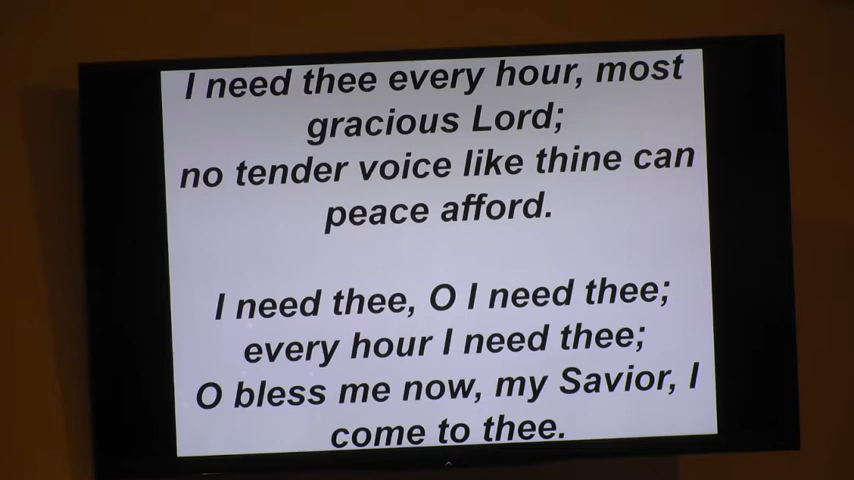 I need thee every hour, most
gracious Lord;
no tender voice like thine can
peace afford.
I need thee, O I need thee;
every hour I need thee;
O bless me now, my Savior, I
come to thee.